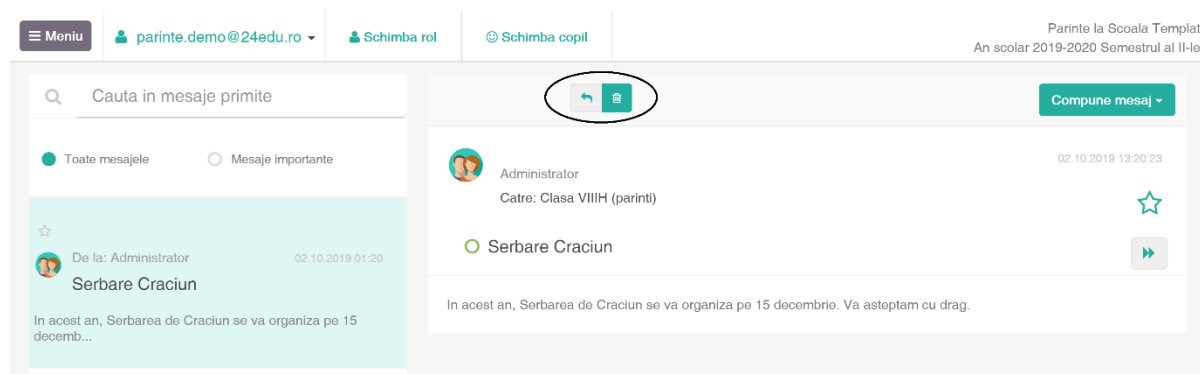 Meniu
parinte.demo@24edu.ro
Schimba rol
Schimba copil
Parinte la Scoala Templat
An scolar 2019-2020 Semestrul al II-le
Cauta in mesaje primite
Toate mesajele
Mesaje importante
De la: Administrator
02.10.2019 01:20
Serbare Craciun
In acest an, Serbarea de Craciun se va organiza pe 15
decemb...
Compune mesaj
Administrator
02.10.2019 13:20:23
Catre: Clasa VIIIH (parinti)
Serbare Craciun
In acest an, Serbarea de Craciun se va organiza pe 15 decembrie. Va asteptam cu drag.